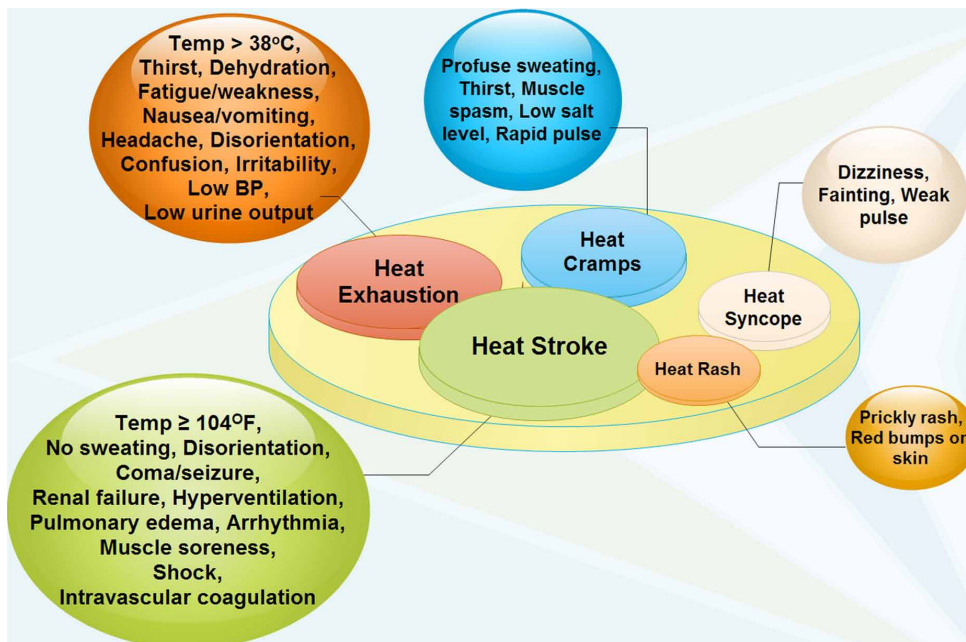 Temp > 38°C,
Thirst, Dehydration,
Fatigue/weakness,
Nausea/vomiting,
Headache, Disorientation,
Confusion, Irritability,
Low BP,
Low urine output
Profuse sweating,
Thirst, Muscle
spasm, Low salt
level, Rapid pulse
Dizziness,
Fainting, Weak
pulse
Heat
Exhaustion
Heat
Cramps
Heat
Syncope
Heat Stroke
Heat Rash
Prickly rash,
Red bumps on
skin
Temp ≥ 104°F,
No sweating, Disorientation,
Coma/seizure,
Renal failure, Hyperventilation,
Pulmonary edema, Arrhythmia,
Muscle soreness,
Shock,
Intravascular coagulation